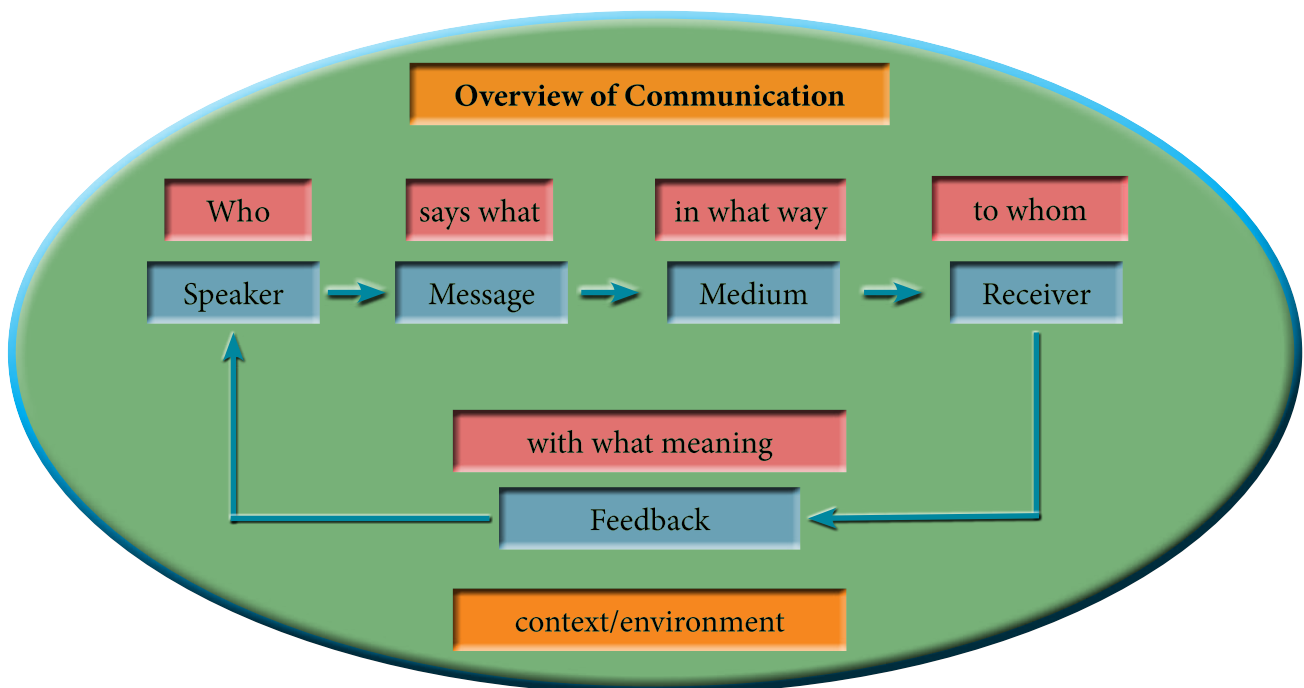 Overview of Communication
Who
says what
in what way
to whom
Speaker
Message
Medium
Receiver
with what meaning
Feedback
context/environment